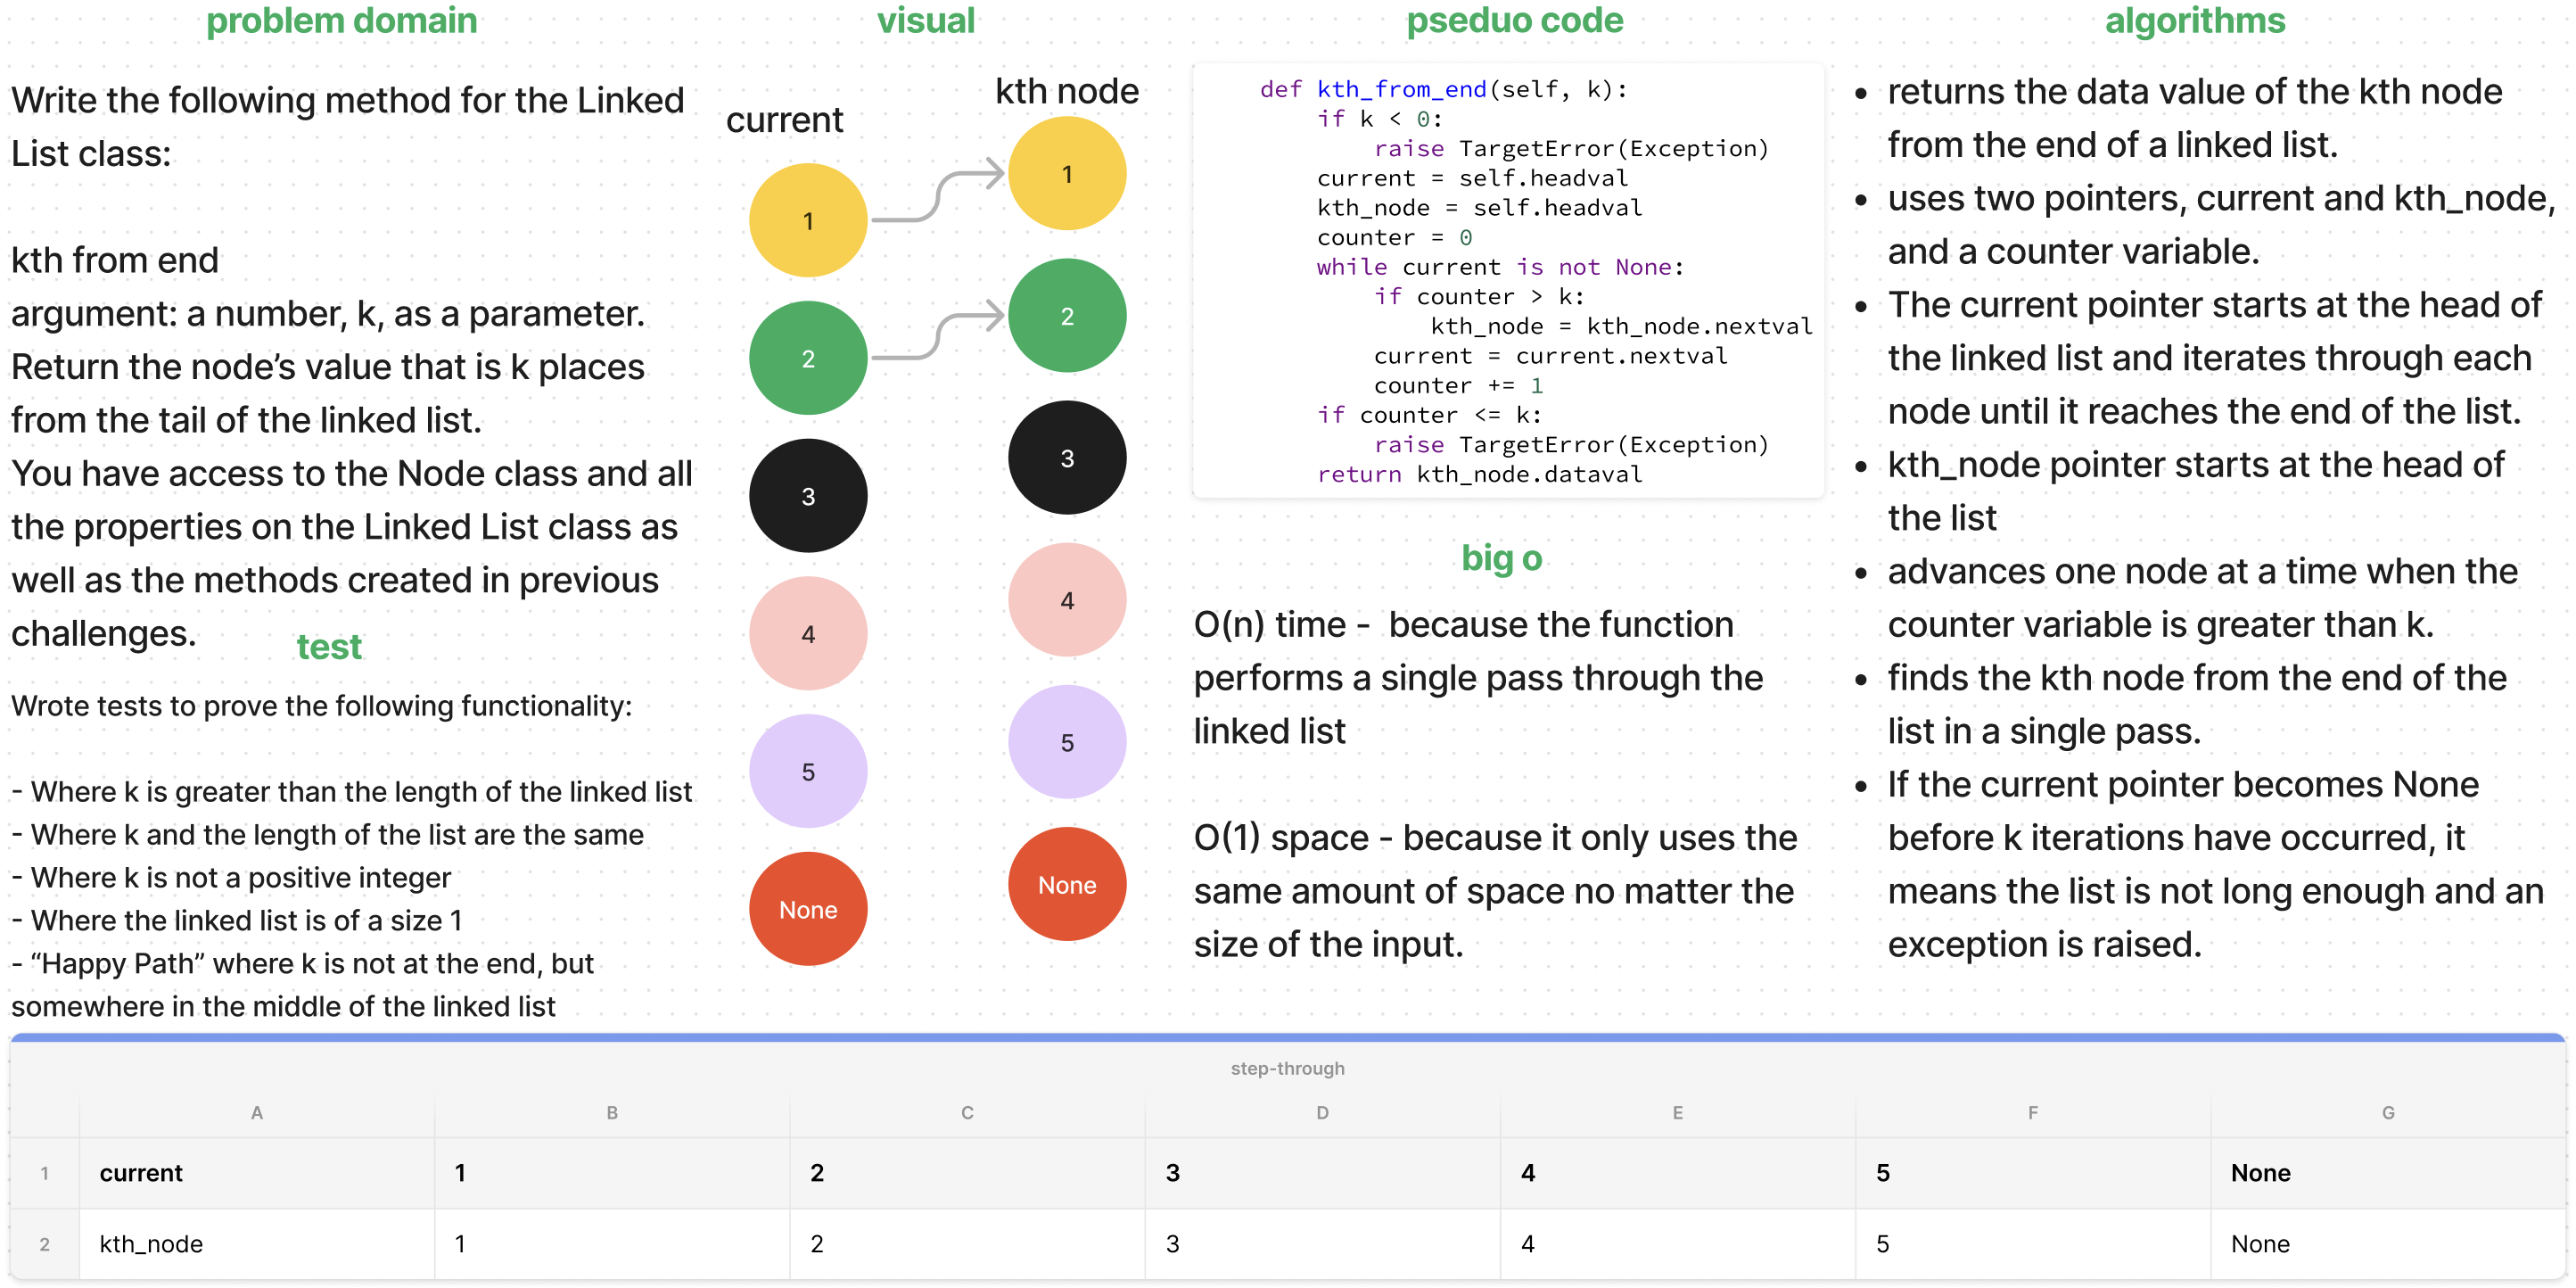 problem domain
Write the following method for the Linked
List class:
kth from end
argument: a number, k, as a parameter.
Return the node’s value that is k places
from the tail of the linked list.
You have access to the Node class and all
the properties on the Linked List class as
well as the methods created in previous
challenges.
test
Wrote tests to prove the following functionality:
- Where k is greater than the length of the linked list
- Where k and the length of the list are the same
- Where k is not a positive integer
- Where the linked list is of a size 1
- “Happy Path” where k is not at the end, but
somewhere in the middle of the linked list
visual
current
1
2
3
4
5
None
kth node
1
2
3
4
5
None
pseduo code
def kth_from_end(self, k):
if k < 0:
raise TargetError(Exception)
current = self.headval
kth_node = self.headval
counter = 0
while current is not None:
if counter > k:
kth_node = kth_node.nextval
current = current.nextval
counter += 1
if counter <= k:
raise TargetError(Exception)
return kth_node.dataval
big o
O(n) time -  because the function
performs a single pass through the
linked list
O(1) space - because it only uses the
same amount of space no matter the
size of the input.
algorithms
• returns the data value of the kth node
from the end of a linked list.
• uses two pointers, current and kth_node,
and a counter variable.
• The current pointer starts at the head of
the linked list and iterates through each
node until it reaches the end of the list.
• kth_node pointer starts at the head of
the list
• advances one node at a time when the
counter variable is greater than k.
• finds the kth node from the end of the
list in a single pass.
• If the current pointer becomes None
before k iterations have occurred, it
means the list is not long enough and an
exception is raised.
step-through
A B C D E F G
1 current 1 2 3 4 5 None
2 kth_node 1 2 3 4 5 None